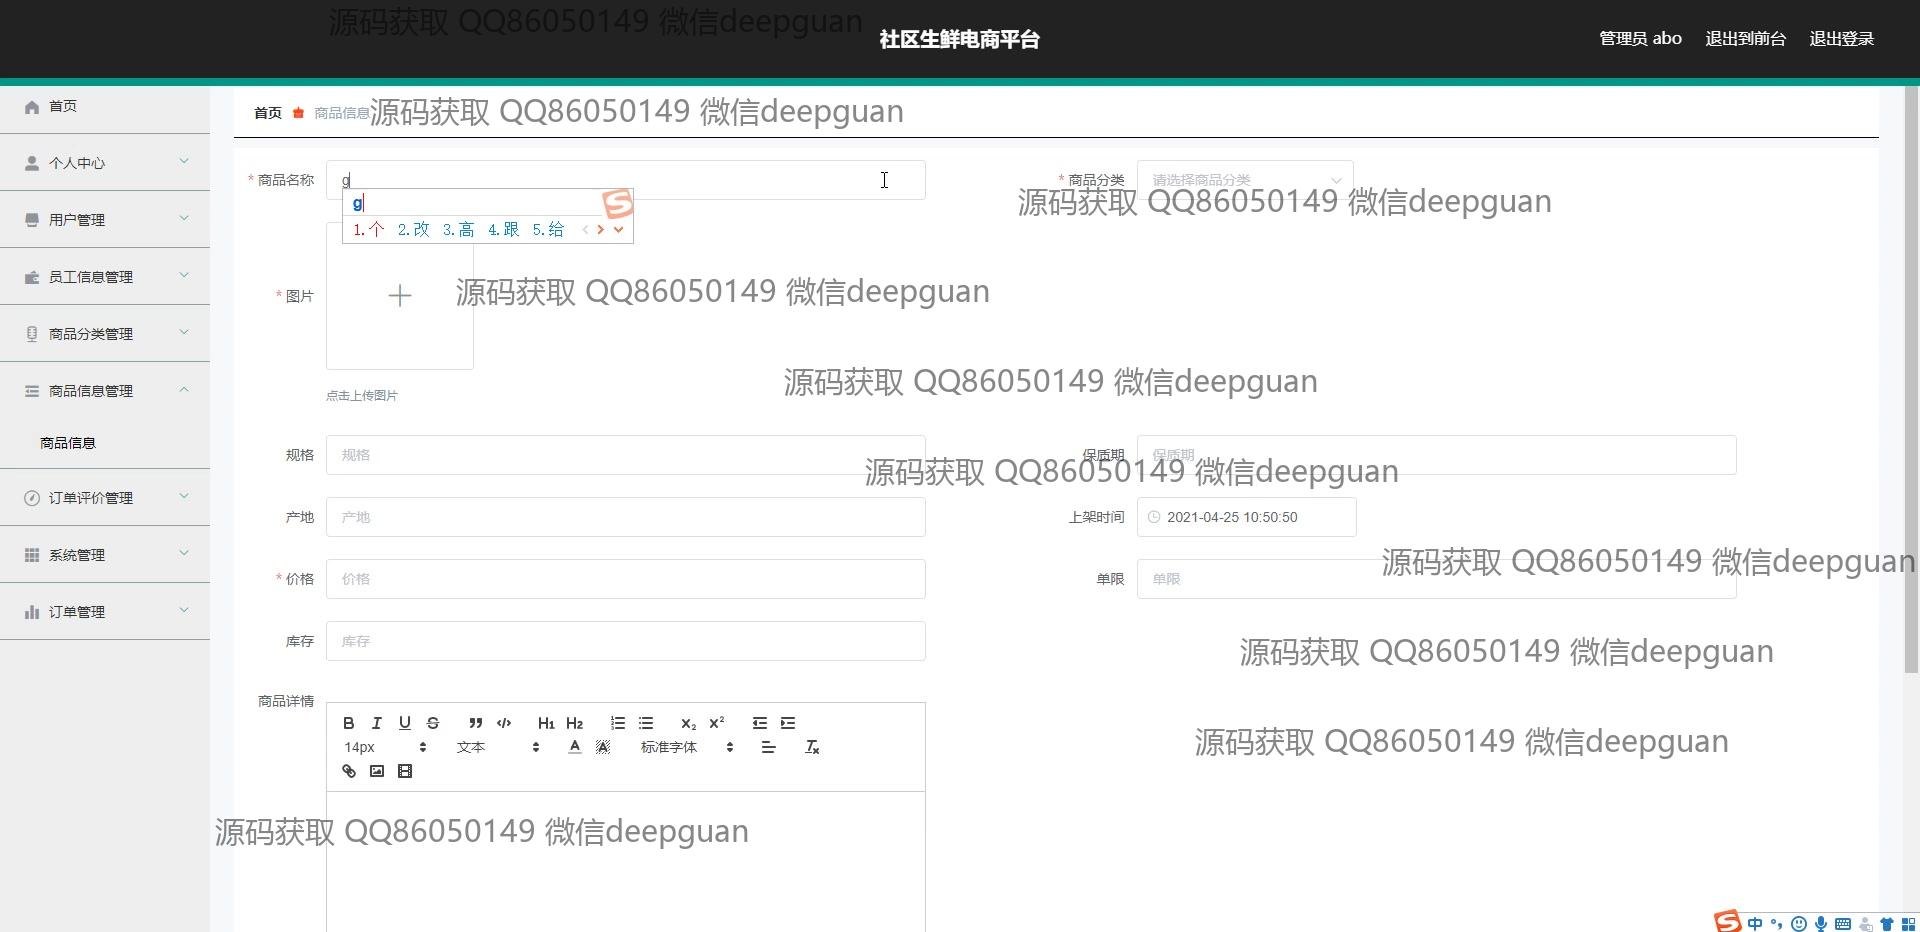 源码获取 QQ86050149 微信deepguan
社区生鲜电商平台
管理员 abo 退出到前台 退出登录
首页
个人中心
用户管理
员工信息管理
商品分类管理
商品信息管理
商品信息
订单评价管理
系统管理
订单管理
首页 商品信息
源码获取 QQ86050149 微信deepguan
* 商品名称 g
* 商品分类 请选择商品分类
源码获取 QQ86050149 微信deepguan
g
1.个 2.改 3.高 4.跟 5.给
* 图片
源码获取 QQ86050149 微信deepguan
点击上传图片
源码获取 QQ86050149 微信deepguan
规格 规格
保质期 保质期
源码获取 QQ86050149 微信deepguan
产地 产地
上架时间 2021-04-25 10:50:50
源码获取 QQ86050149 微信deepguan
* 价格 价格
单限 单限
库存 库存
源码获取 QQ86050149 微信deepguan
商品详情
B I U S H1 H2 X2 X2
14px 文本 A A 标准字体 Tx
源码获取 QQ86050149 微信deepguan
源码获取 QQ86050149 微信deepguan
S 中